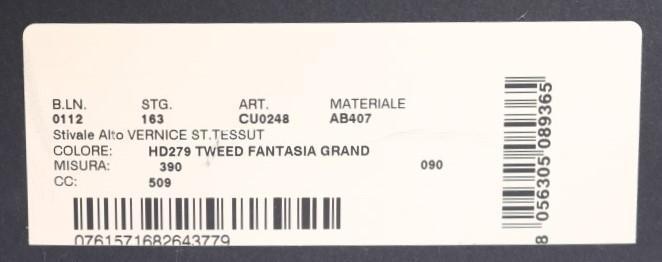 B.LN. STG. ART. MATERIALE
0112 163 CU0248 AB407
Stivale Alto VERNICE ST.TESSUT
COLORE: HD279 TWEED FANTASIA GRAND
MISURA: 390 090
CC: 509
0761571682643779
8 056305 089365